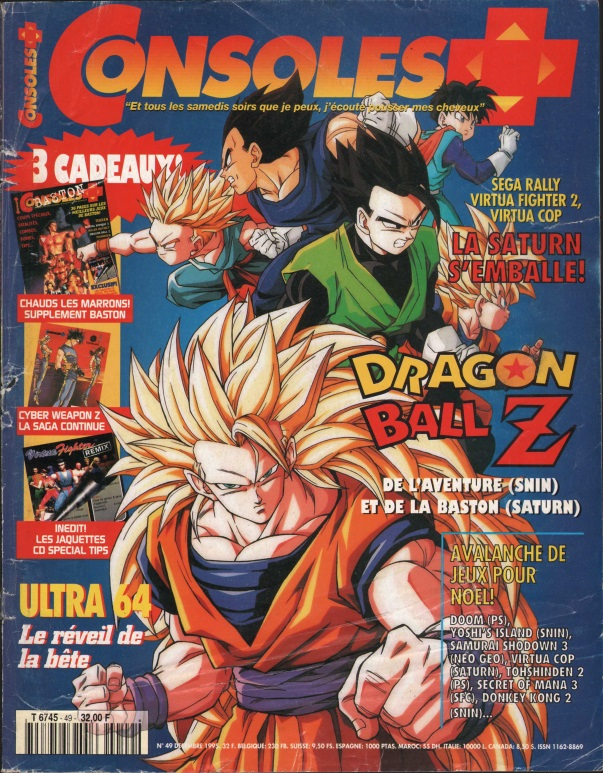 CONSOLES+
CONSOLES+
"Et tous les samedis soirs que je peux, j'écoute pousser mes cheveux"
3 CADEAUX!
BASTON
CHAUDS LES MARRONS!
SUPPLEMENT BASTON
CYBER WEAPON Z
LA SAGA CONTINUE
Virtua Fighter
REMIX
INEDIT!
LES JAQUETTES
CD SPECIAL TIPS
SEGA RALLY
VIRTUA FIGHTER 2,
VIRTUA COP
LA SATURN
S'EMBALLE!
DRAGON
BALL Z
DE L'AVENTURE (SNIN)
ET DE LA BASTON (SATURN)
AVALANCHE DE
JEUX POUR
NOEL!
DOOM (PS),
YOSHI'S ISLAND (SNIN),
SAMURAI SHODOWN 3
(NEO GEO), VIRTUA COP
(SATURN), TOHSHINDEN 2
(PS), SECRET OF MANA 3
(SFC), DONKEY KONG 2
(SNIN)...
ULTRA 64
Le réveil de
la bête
T 6745 - 49 - 32,00 F
N° 49 DECEMBRE 1995. 32 F. BELGIQUE: 230 FB. SUISSE: 9,50 FS. ESPAGNE: 1000 PTAS. MAROC: 55 DH. ITALIE: 10000 L. CANADA: 8,50 $. ISSN 1162-8869